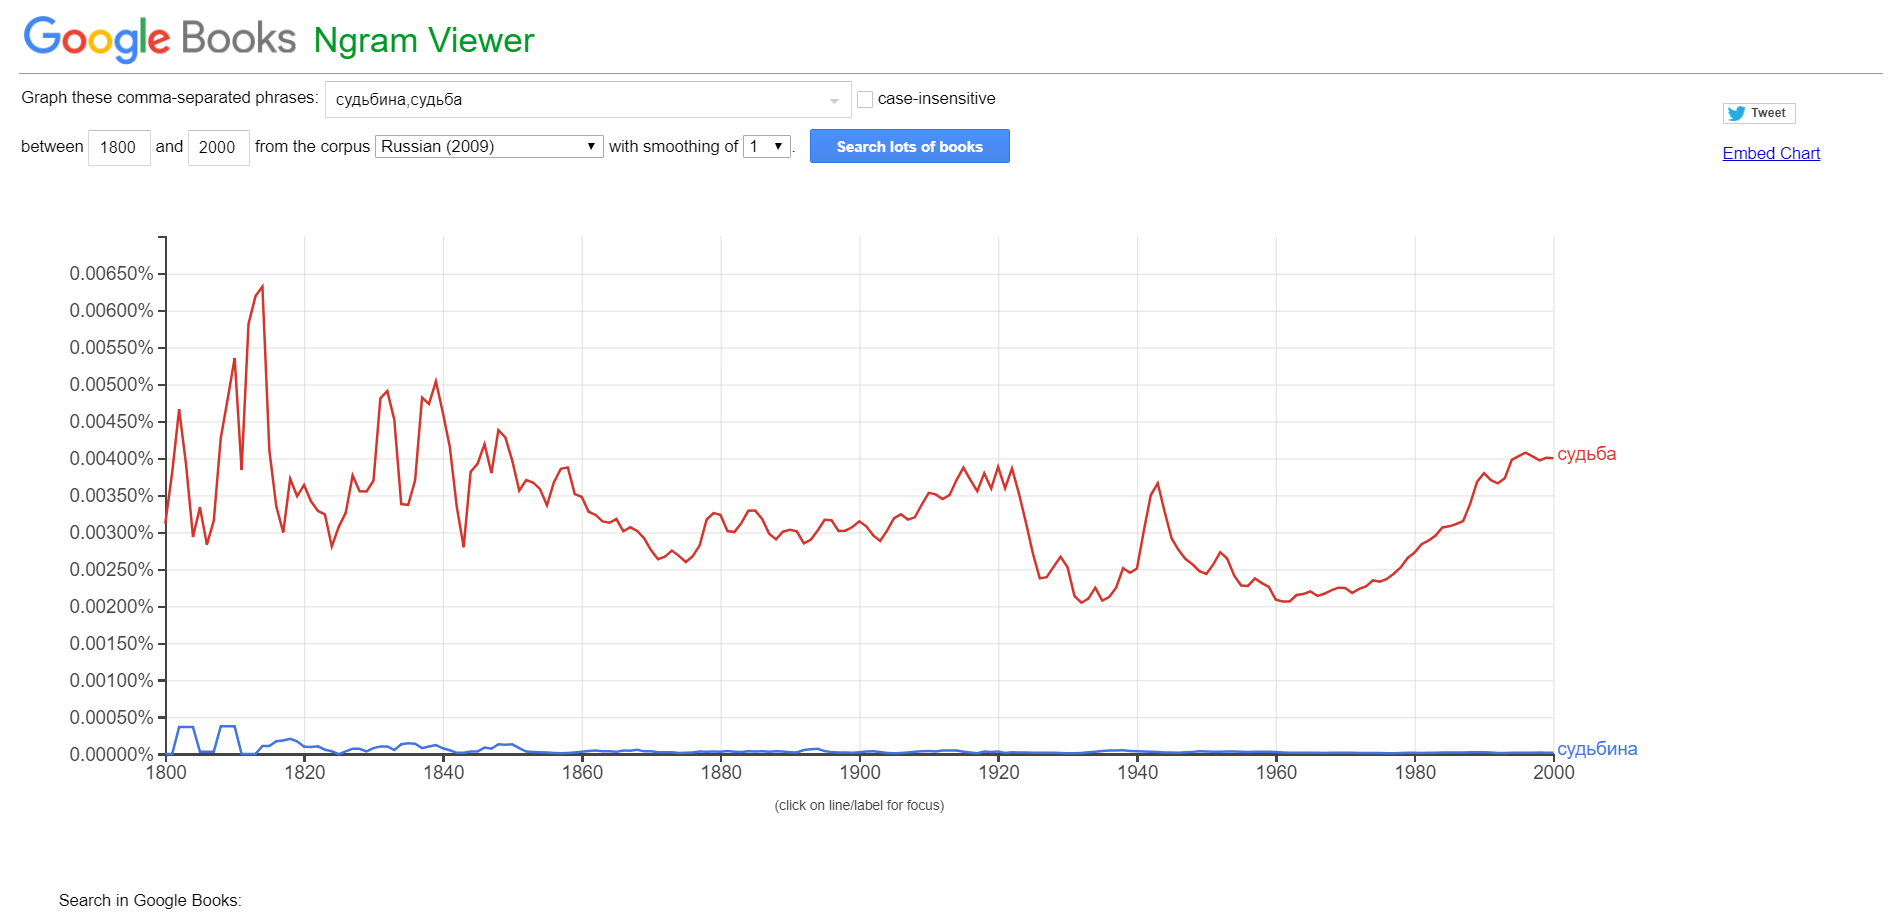 Google Books Ngram Viewer
Graph these comma-separated phrases: судьбина,судьба case-insensitive
Tweet
between 1800 and 2000 from the corpus Russian (2009) with smoothing of 1 . Search lots of books
Embed Chart
0.00650%
0.00600%
0.00550%
0.00500%
0.00450%
0.00400%
0.00350%
0.00300%
0.00250%
0.00200%
0.00150%
0.00100%
0.00050%
0.00000%
судьба
судьбина
1800 1820 1840 1860 1880 1900 1920 1940 1960 1980 2000
(click on line/label for focus)
Search in Google Books: